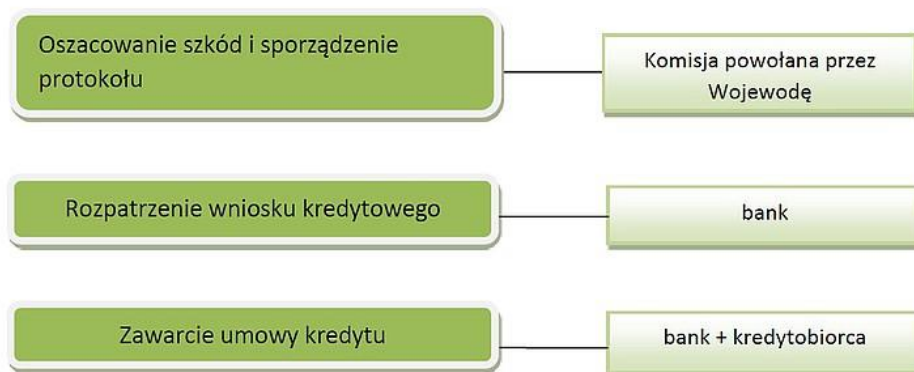 Oszacowanie szkód i sporządzenie
protokołu
Komisja powołana przez
Wojewodę
Rozpatrzenie wniosku kredytowego
bank
Zawarcie umowy kredytu
bank + kredytobiorca